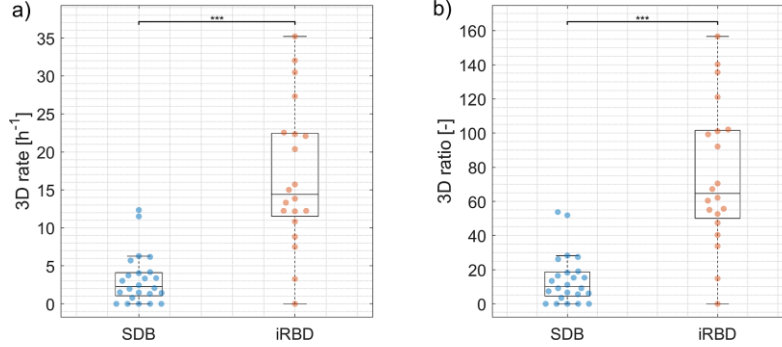 a)
***
3D rate [h⁻¹]
35
30
25
20
15
10
5
0
SDB
iRBD
b)
***
3D ratio [-]
160
140
120
100
80
60
40
20
0
SDB
iRBD